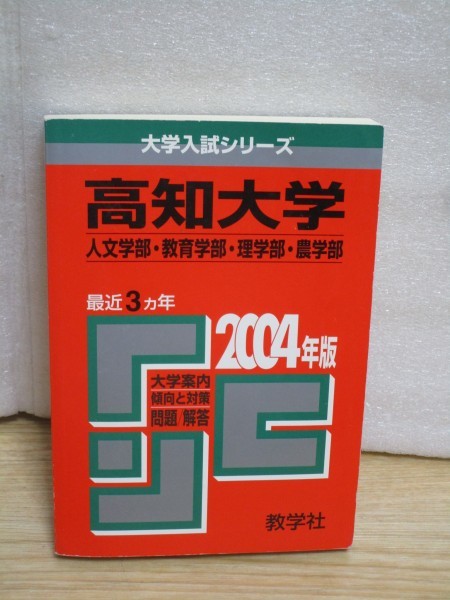 大学入試シリーズ
高知大学
人文学部・教育学部・理学部・農学部
最近3ヵ年
2004年版
大学案内
傾向と対策
問題/解答
教学社